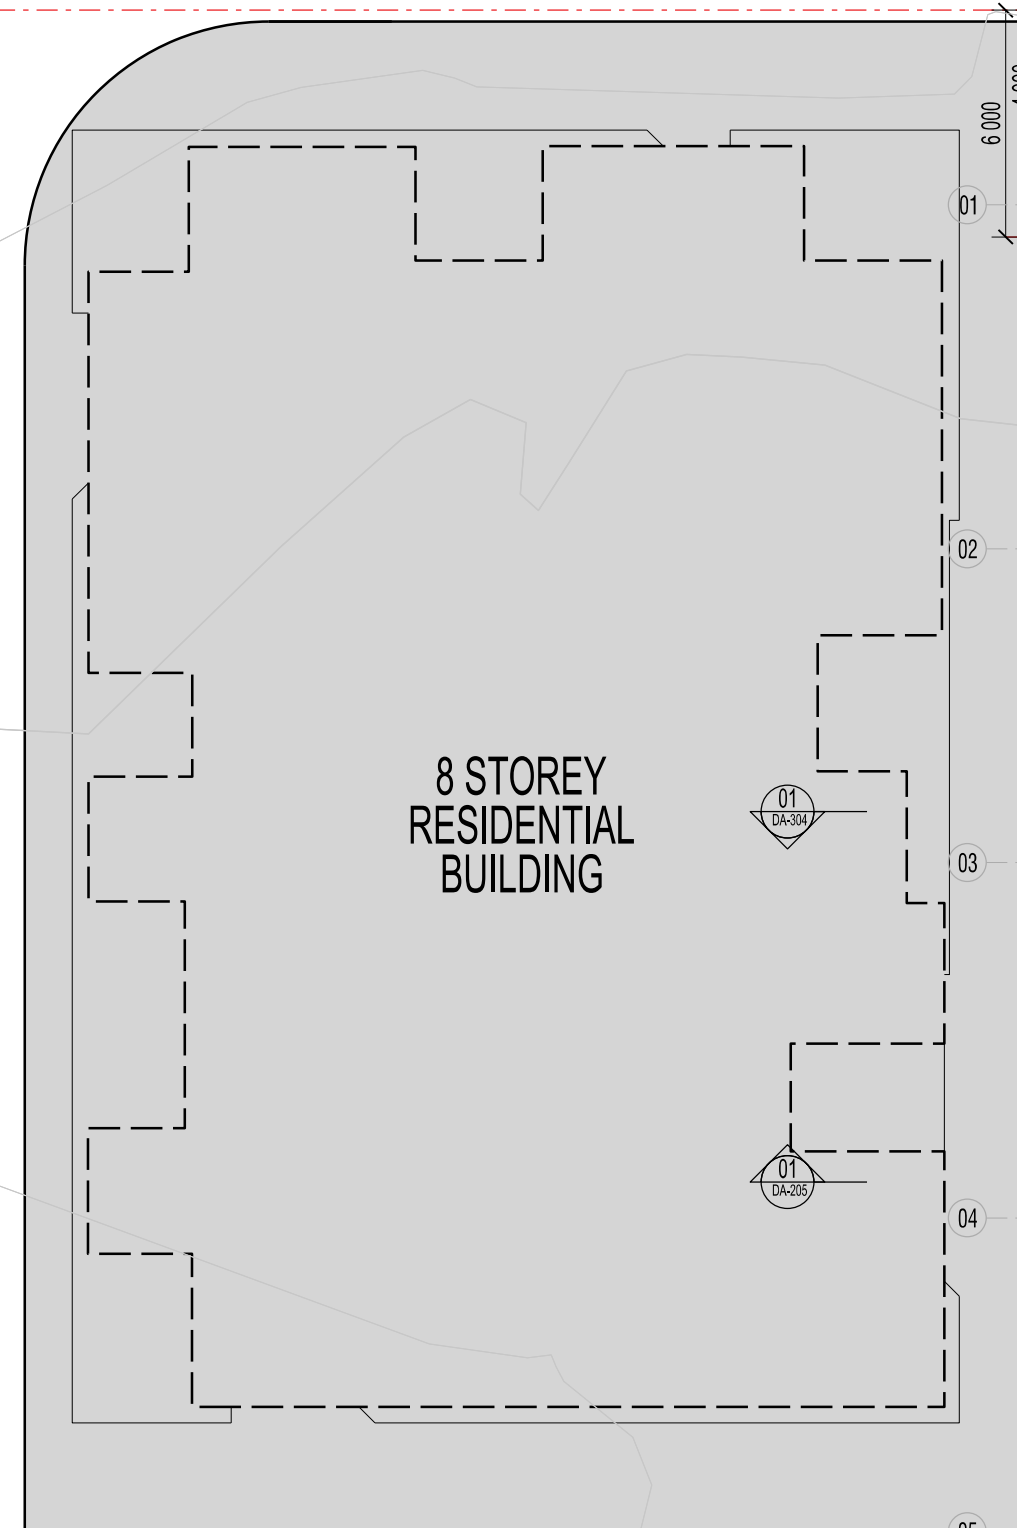 6 000
01
02
8 STOREY
RESIDENTIAL
BUILDING
01
DA-304
03
01
DA-205
04